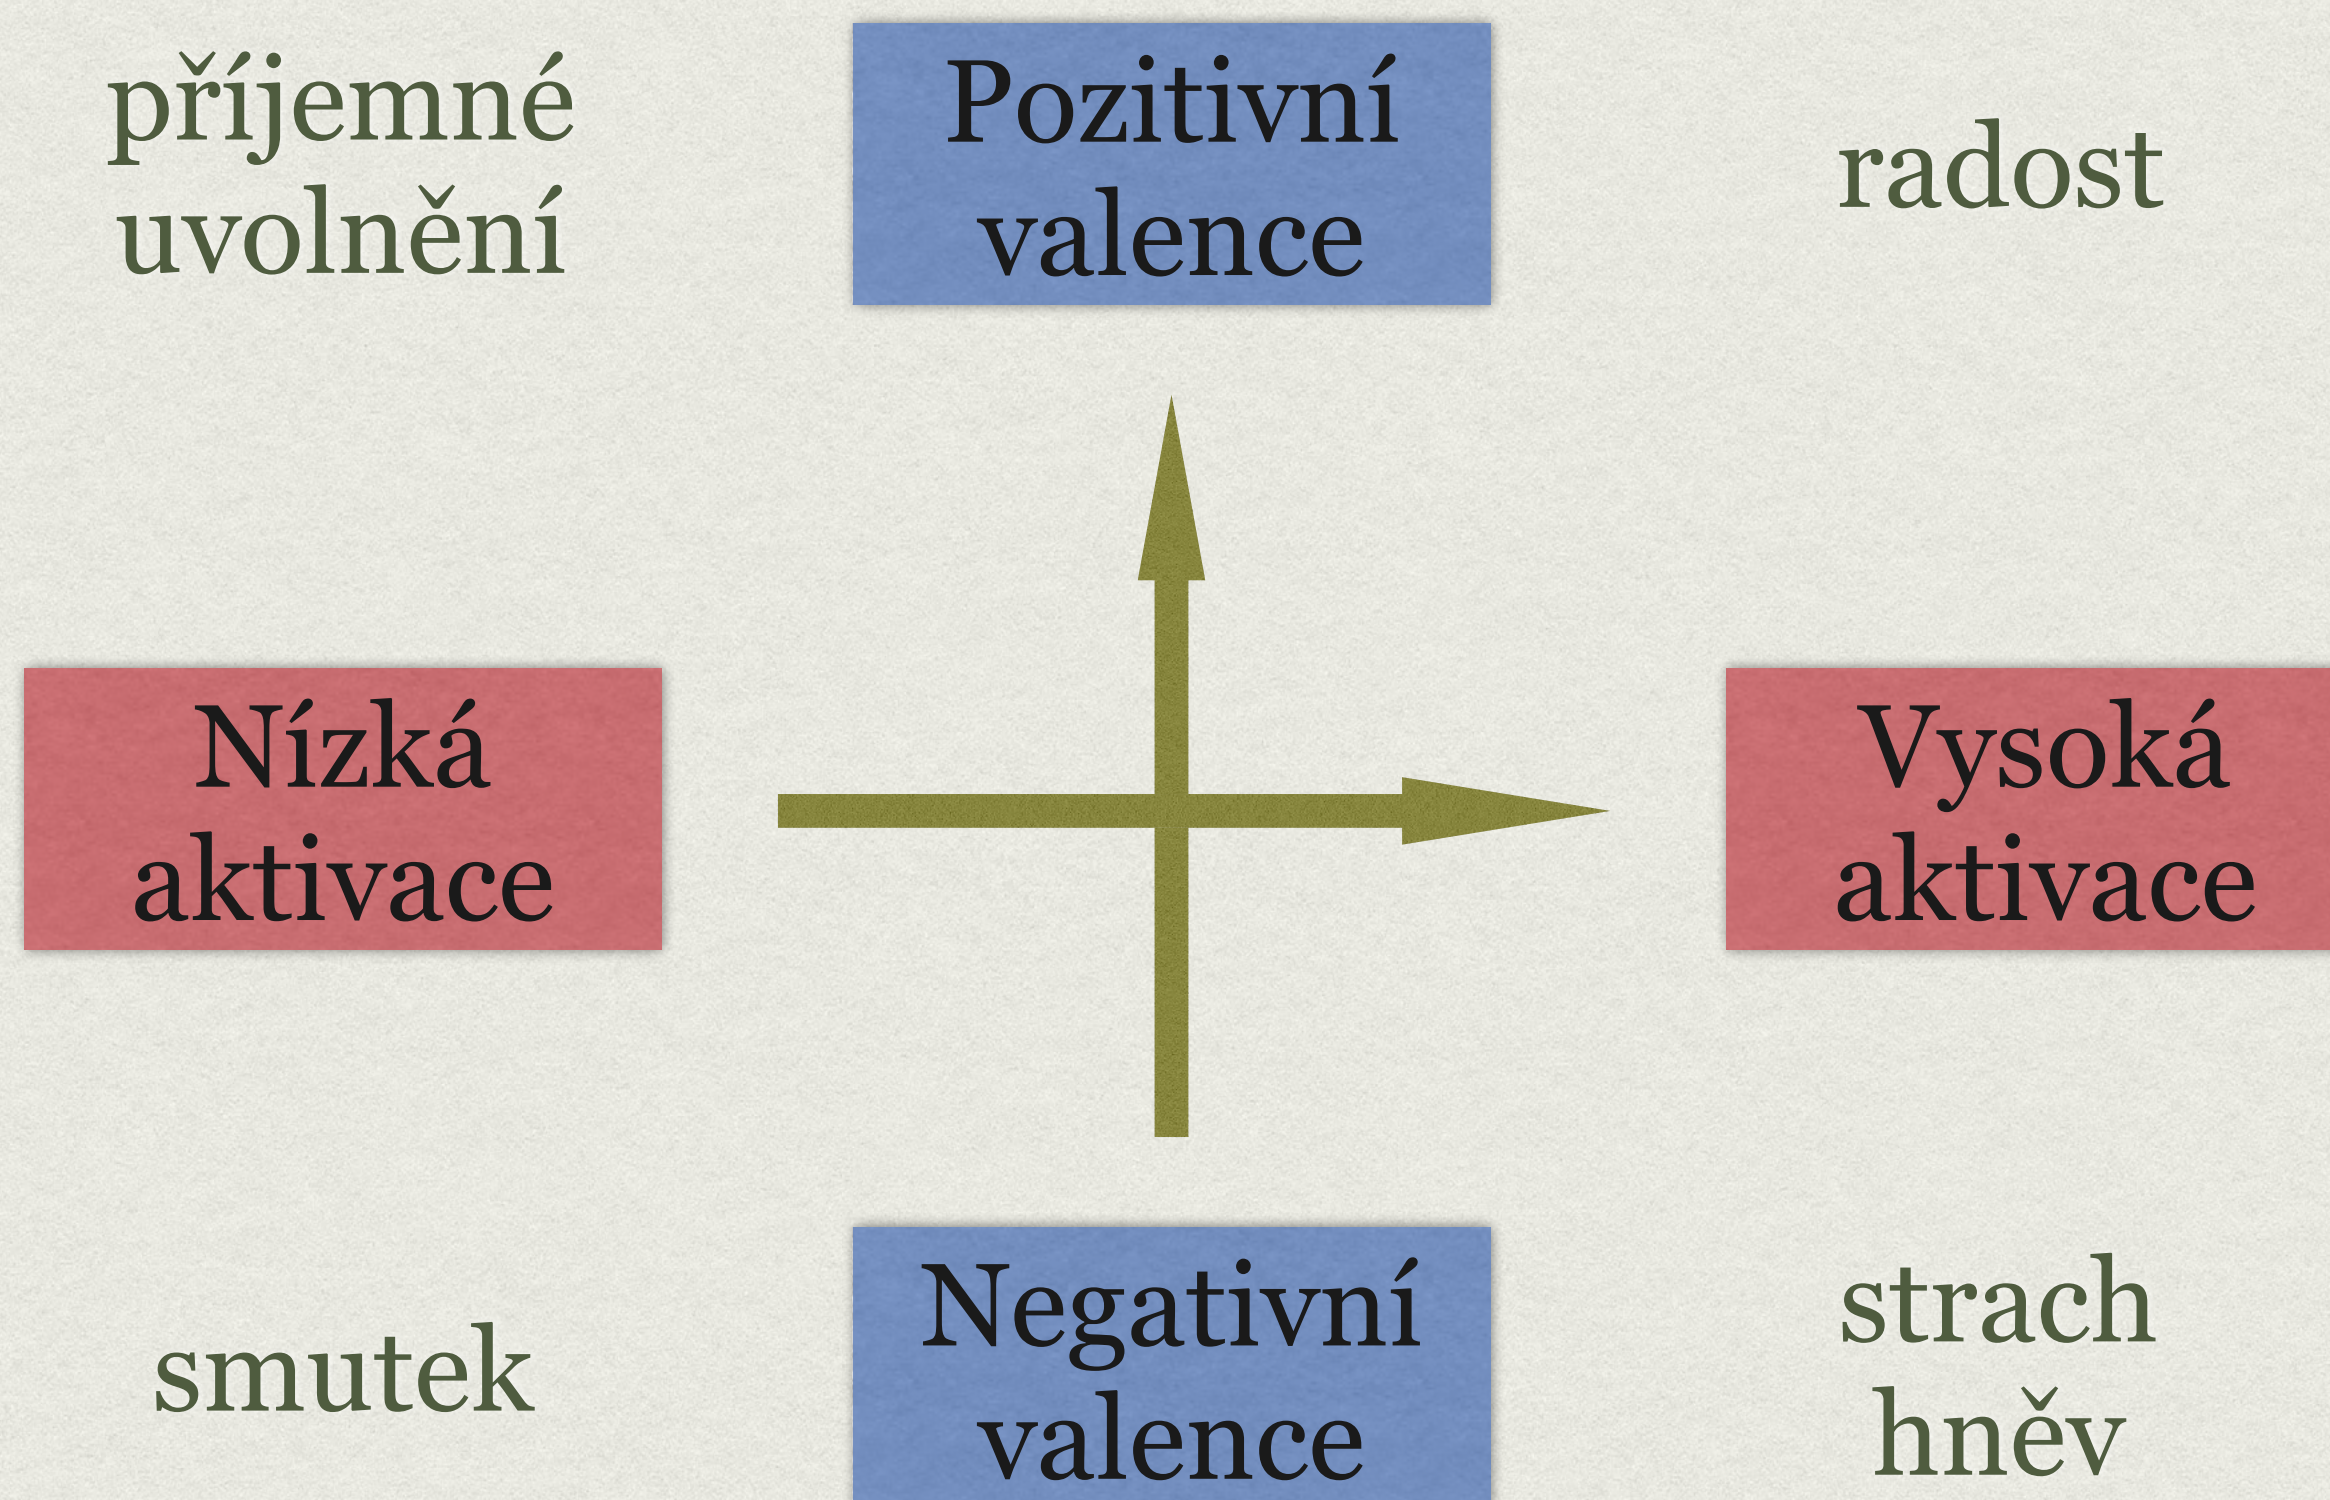 příjemné
uvolnění
Pozitivní
valence
radost
Nízká
aktivace
Vysoká
aktivace
smutek
Negativní
valence
strach
hněv